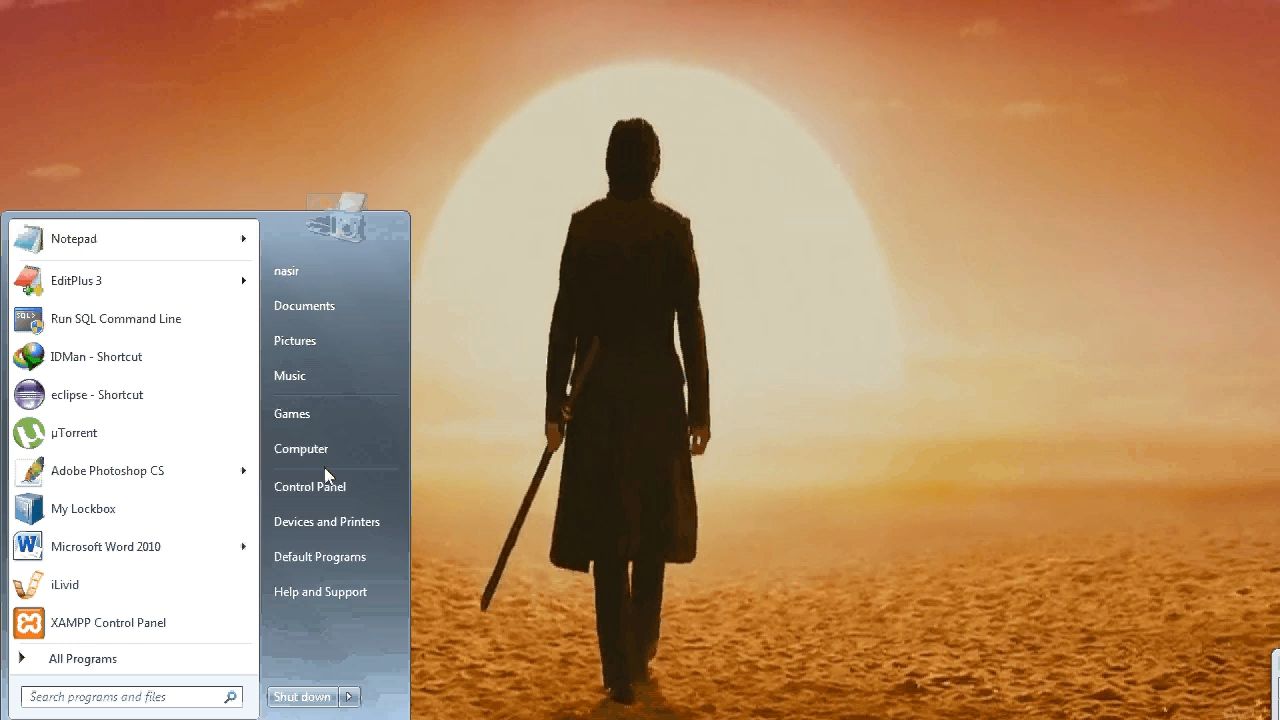 Notepad
EditPlus 3
SQL>
Run SQL Command Line
IDMan - Shortcut
eclipse - Shortcut
µTorrent
Adobe Photoshop CS
My Lockbox
Microsoft Word 2010
iLivid
XAMPP Control Panel
All Programs
Search programs and files
nasir
Documents
Pictures
Music
Games
Computer
Control Panel
Devices and Printers
Default Programs
Help and Support
Shut down